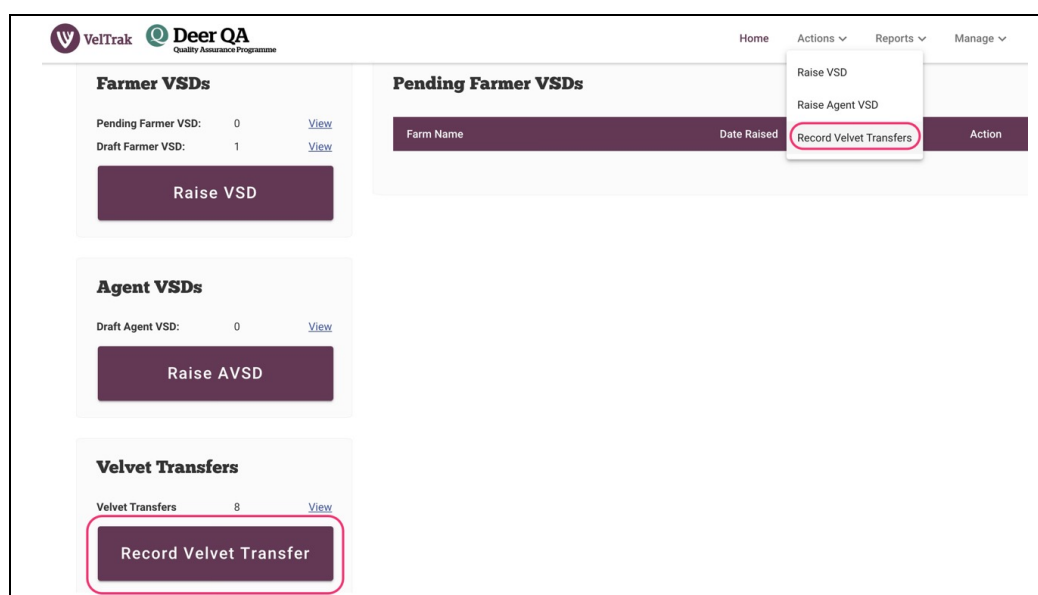 VelTrak
Deer QA
Quality Assurance Programme
Home
Actions
Reports
Manage
Raise VSD
Raise Agent VSD
Record Velvet Transfers
Farmer VSDs
Pending Farmer VSD: 0 View
Draft Farmer VSD: 1 View
Raise VSD
Pending Farmer VSDs
Farm Name Date Raised Action
Agent VSDs
Draft Agent VSD: 0 View
Raise AVSD
Velvet Transfers
Velvet Transfers 8 View
Record Velvet Transfer